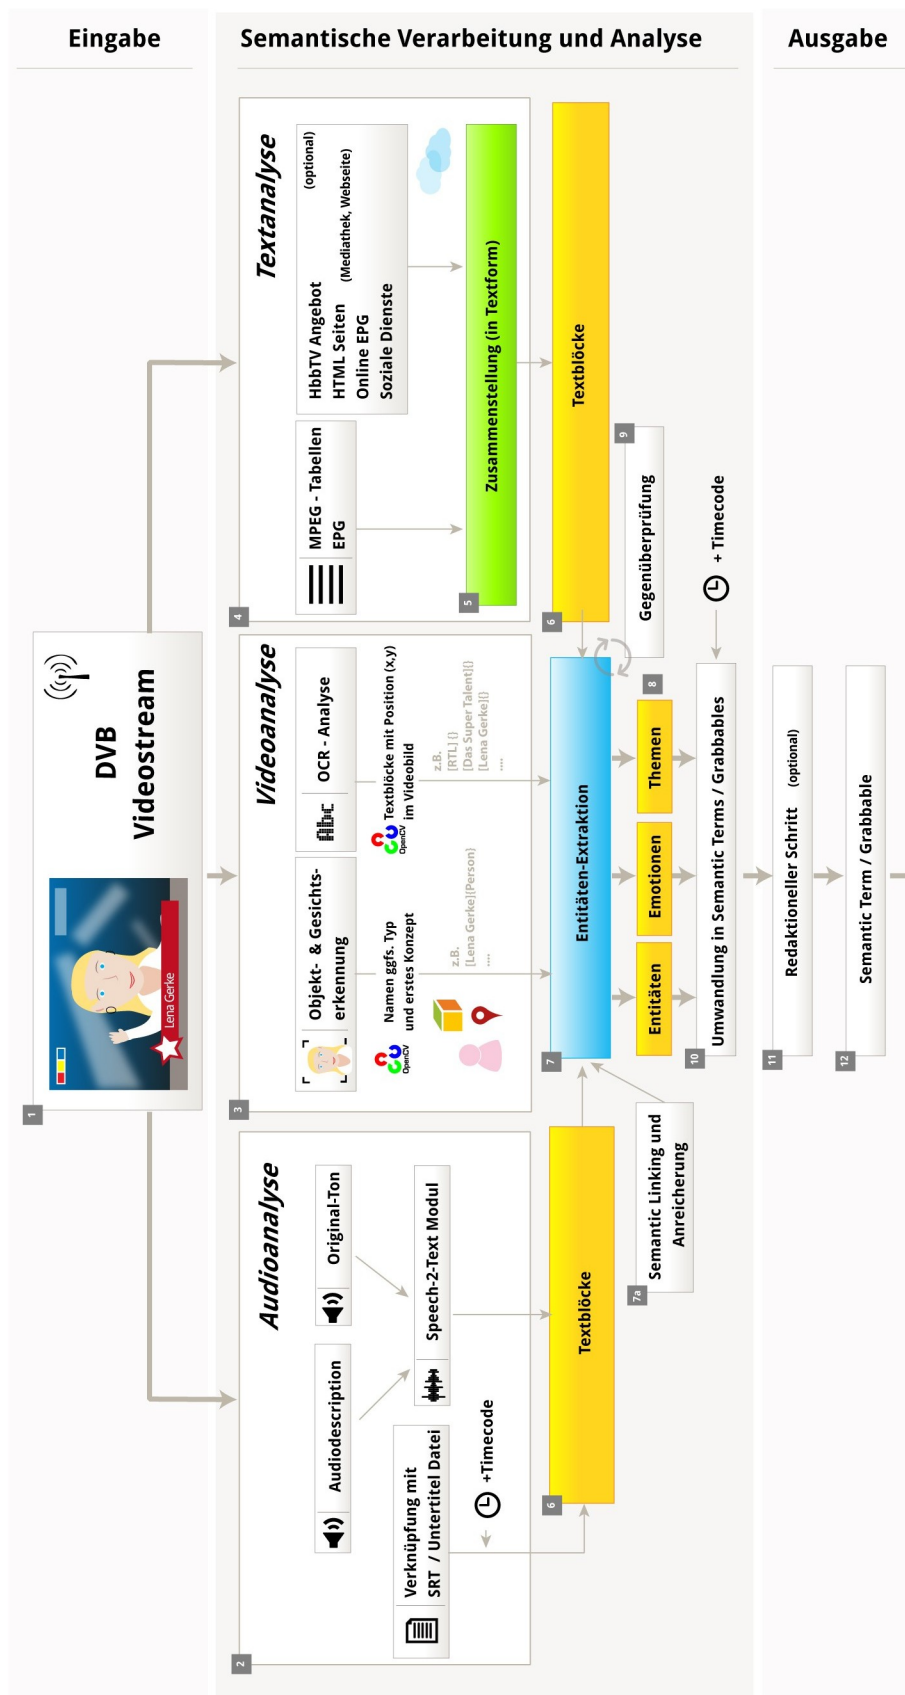 Eingabe
Semantische Verarbeitung und Analyse
Ausgabe
1
DVB
Videostream
Lena Gerke
2
Audioanalyse
Audiodescription
Original-Ton
Verknüpfung mit
SRT / Untertitel Datei
Speech-2-Text Modul
+Timecode
3
Videoanalyse
Objekt- & Gesichts-
erkennung
Abc
OCR - Analyse
OpenCV
Namen ggfs. Typ
und erstes Konzept
OpenCV
Textblöcke mit Position (x,y)
im Videobild
z.B.
[Lena Gerke]{Person}
....
z.B.
[RTL] {}
[Das Super Talent]{}
[Lena Gerke]{}
....
4
Textanalyse
MPEG - Tabellen
EPG
HbbTV Angebot (optional)
HTML Seiten (Mediathek, Webseite)
Online EPG
Soziale Dienste
5
Zusammenstellung (in Textform)
6
Textblöcke
6
Textblöcke
7
Entitäten-Extraktion
7a
Semantic Linking und
Anreicherung
9
Gegenüberprüfung
8
Entitäten
Emotionen
Themen
10
Umwandlung in Semantic Terms / Grabbables
+ Timecode
11
Redaktioneller Schritt (optional)
12
Semantic Term / Grabbable